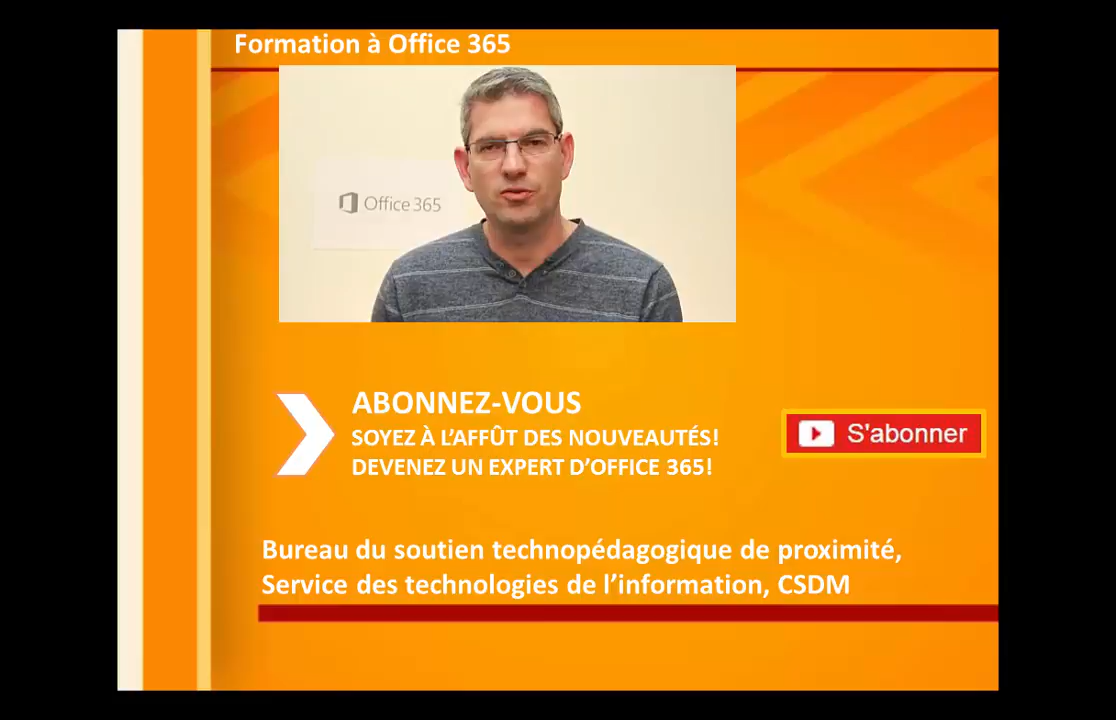 Formation à Office 365
Office 365
ABONNEZ-VOUS
SOYEZ À L'AFFÛT DES NOUVEAUTÉS!
DEVENEZ UN EXPERT D'OFFICE 365!
S'abonner
Bureau du soutien technopédagogique de proximité,
Service des technologies de l'information, CSDM